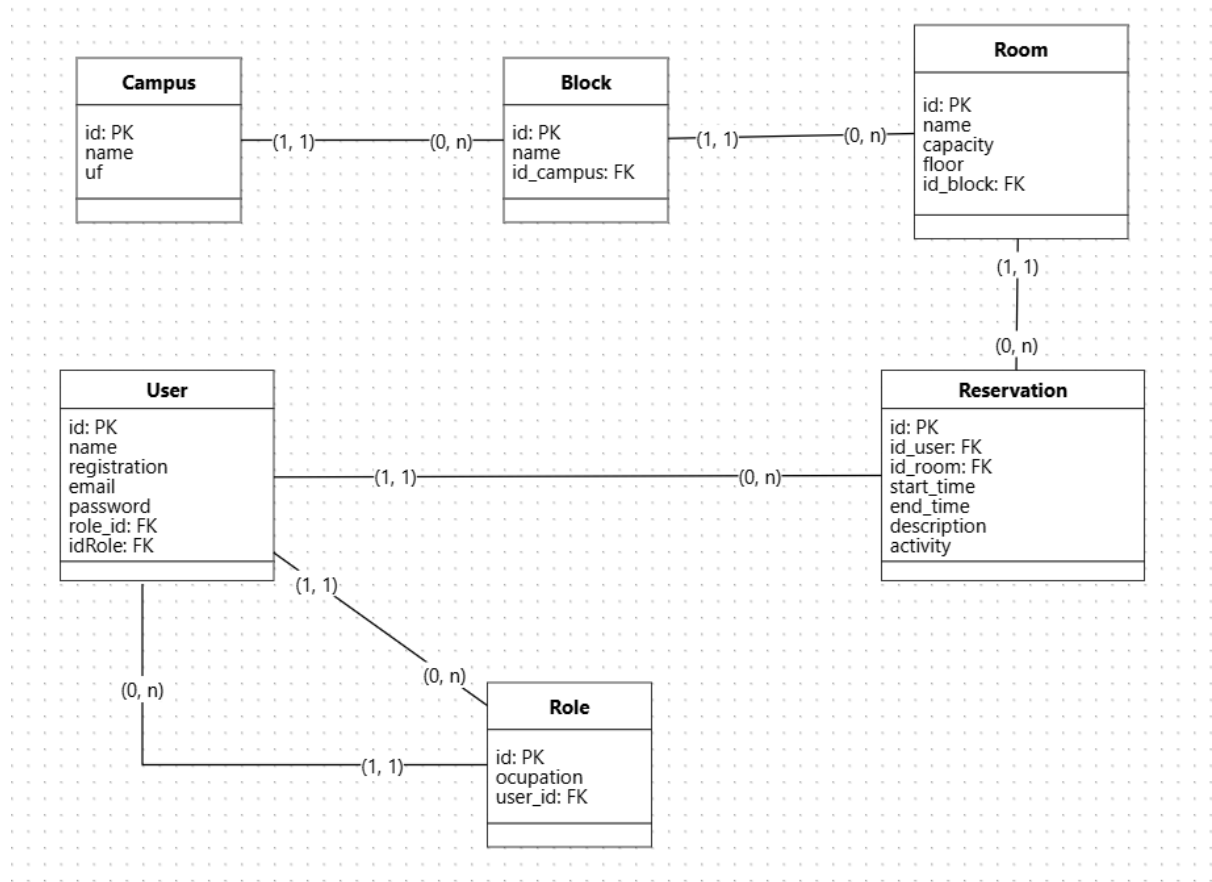 Campus
id: PK
name
uf
(1, 1)
(0, n)
Block
id: PK
name
id_campus: FK
(1, 1)
(0, n)
Room
id: PK
name
capacity
floor
id_block: FK
(1, 1)
(0, n)
User
id: PK
name
registration
email
password
role_id: FK
idRole: FK
(1, 1)
(0, n)
Reservation
id: PK
id_user: FK
id_room: FK
start_time
end_time
description
activity
(1, 1)
(0, n)
(0, n)
(1, 1)
Role
id: PK
ocupation
user_id: FK